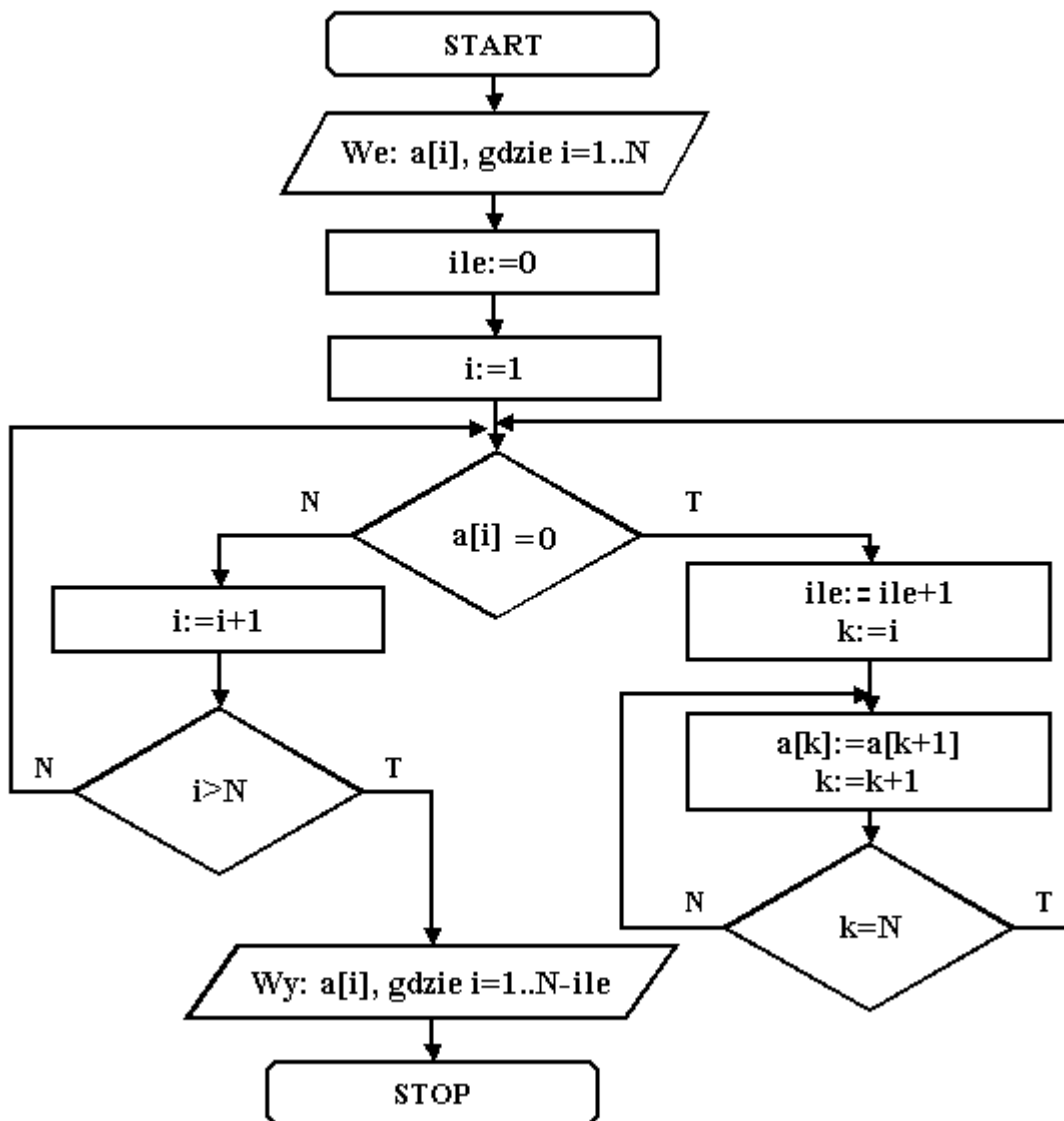 START
We: a[i], gdzie i=1..N
ile:=0
i:=1
N
T
a[i] =0
i:=i+1
ile:=ile+1
k:=i
N
T
i>N
a[k]:=a[k+1]
k:=k+1
N
T
k=N
Wy: a[i], gdzie i=1..N-ile
STOP